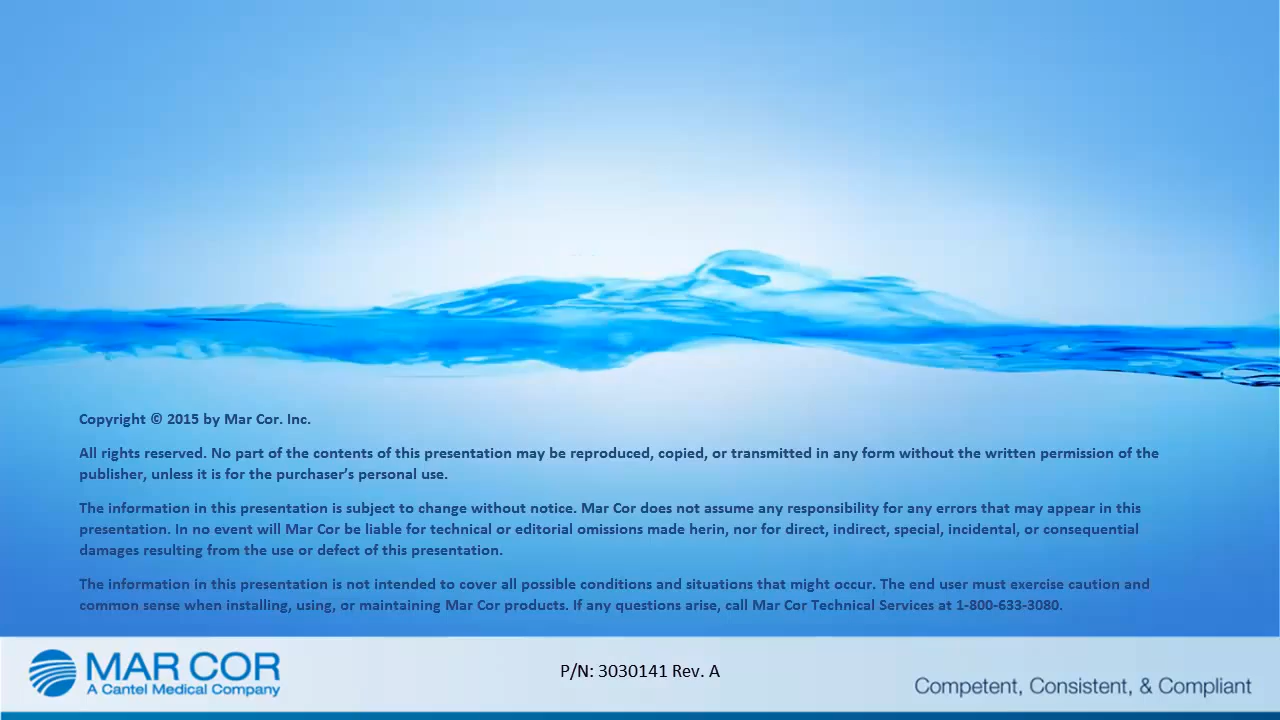 Copyright © 2015 by Mar Cor. Inc.
All rights reserved. No part of the contents of this presentation may be reproduced, copied, or transmitted in any form without the written permission of the
publisher, unless it is for the purchaser’s personal use.
The information in this presentation is subject to change without notice. Mar Cor does not assume any responsibility for any errors that may appear in this
presentation. In no event will Mar Cor be liable for technical or editorial omissions made herin, nor for direct, indirect, special, incidental, or consequential
damages resulting from the use or defect of this presentation.
The information in this presentation is not intended to cover all possible conditions and situations that might occur. The end user must exercise caution and
common sense when installing, using, or maintaining Mar Cor products. If any questions arise, call Mar Cor Technical Services at 1-800-633-3080.
MAR COR
A Cantel Medical Company
P/N: 3030141 Rev. A
Competent, Consistent, & Compliant